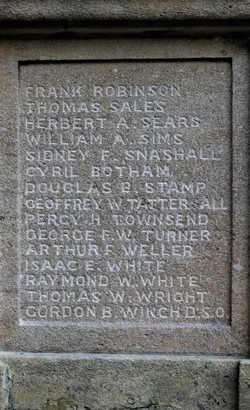 FRANK ROBINSON
THOMAS SALES
HERBERT A. SEARS
WILLIAM A. SIMS
SIDNEY F. SNASHALL
CYRIL BOTHAM
DOUGLAS B. STAMP
GEOFFREY W. TATTERSALL
PERCY H. TOWNSEND
GEORGE F.W. TURNER
ARTHUR F. WELLER
ISAAC E. WHITE
RAYMOND W. WHITE
THOMAS W. WRIGHT
GORDON B. WINCH D.S.O.